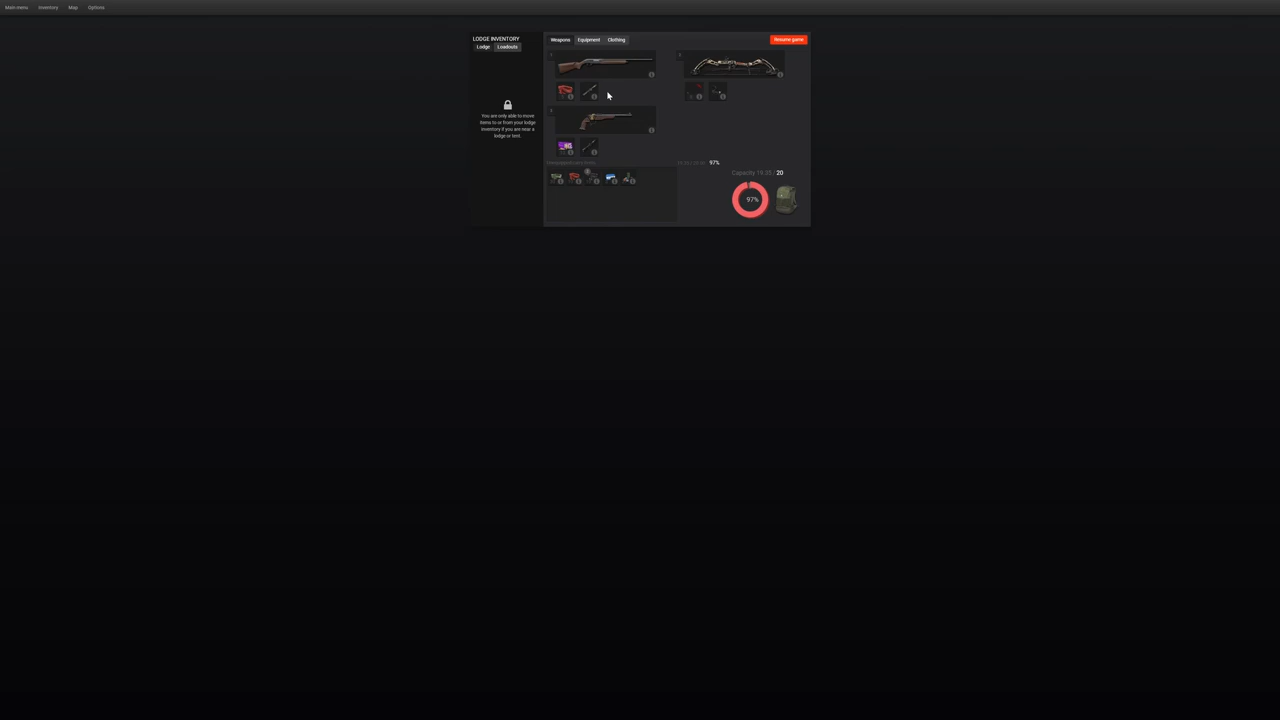 Main menu Inventory Map Options
LODGE INVENTORY
Lodge Loadouts
Weapons Equipment Clothing
Resume game
You are only able to move
items to or from your lodge
inventory if you are near a
lodge or tent.
97%
Capacity 19.35 / 20
97%